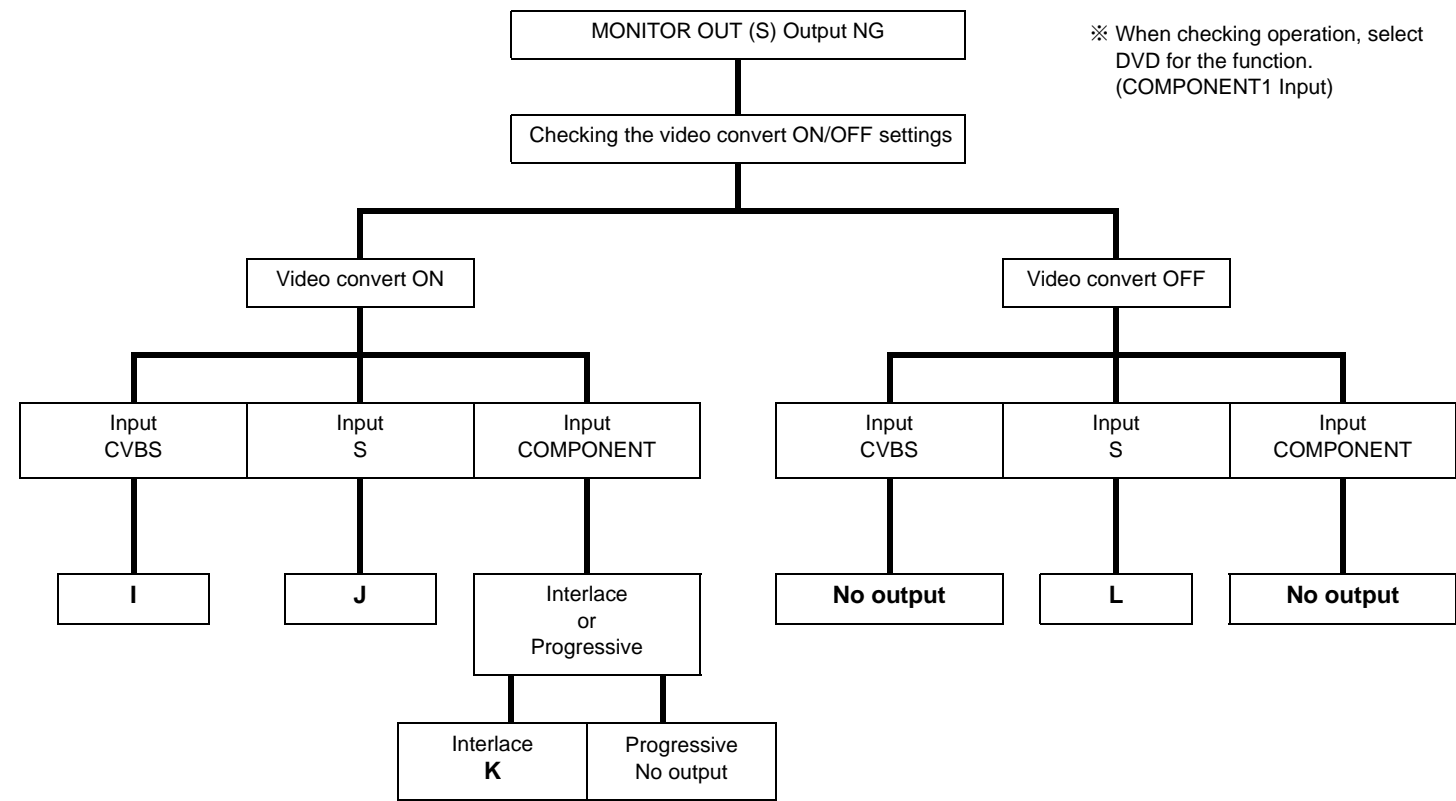 MONITOR OUT (S) Output NG
※ When checking operation, select
DVD for the function.
(COMPONENT1 Input)
Checking the video convert ON/OFF settings
Video convert ON
Video convert OFF
Input
CVBS
Input
S
Input
COMPONENT
Input
CVBS
Input
S
Input
COMPONENT
I
J
Interlace
or
Progressive
No output
L
No output
Interlace
K
Progressive
No output